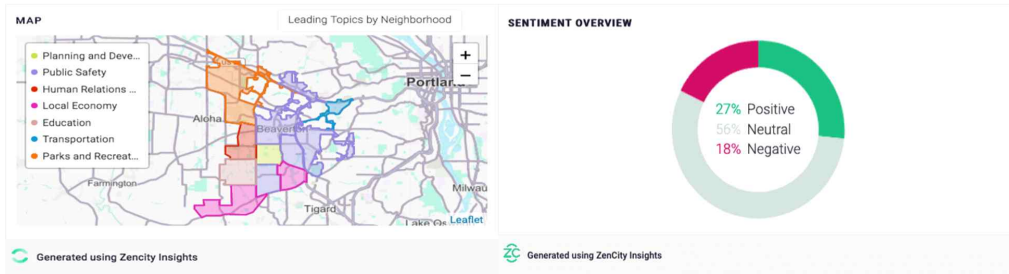 MAP
Leading Topics by Neighborhood
Planning and Deve...
Public Safety
Human Relations ...
Local Economy
Education
Transportation
Parks and Recreat...
+
−
Portlan
Aloha
Beaverton
Farmington
Tigard
Milwau
Lake Os
Leaflet
Generated using Zencity Insights
SENTIMENT OVERVIEW
27% Positive
56% Neutral
18% Negative
ZC
Generated using ZenCity Insights